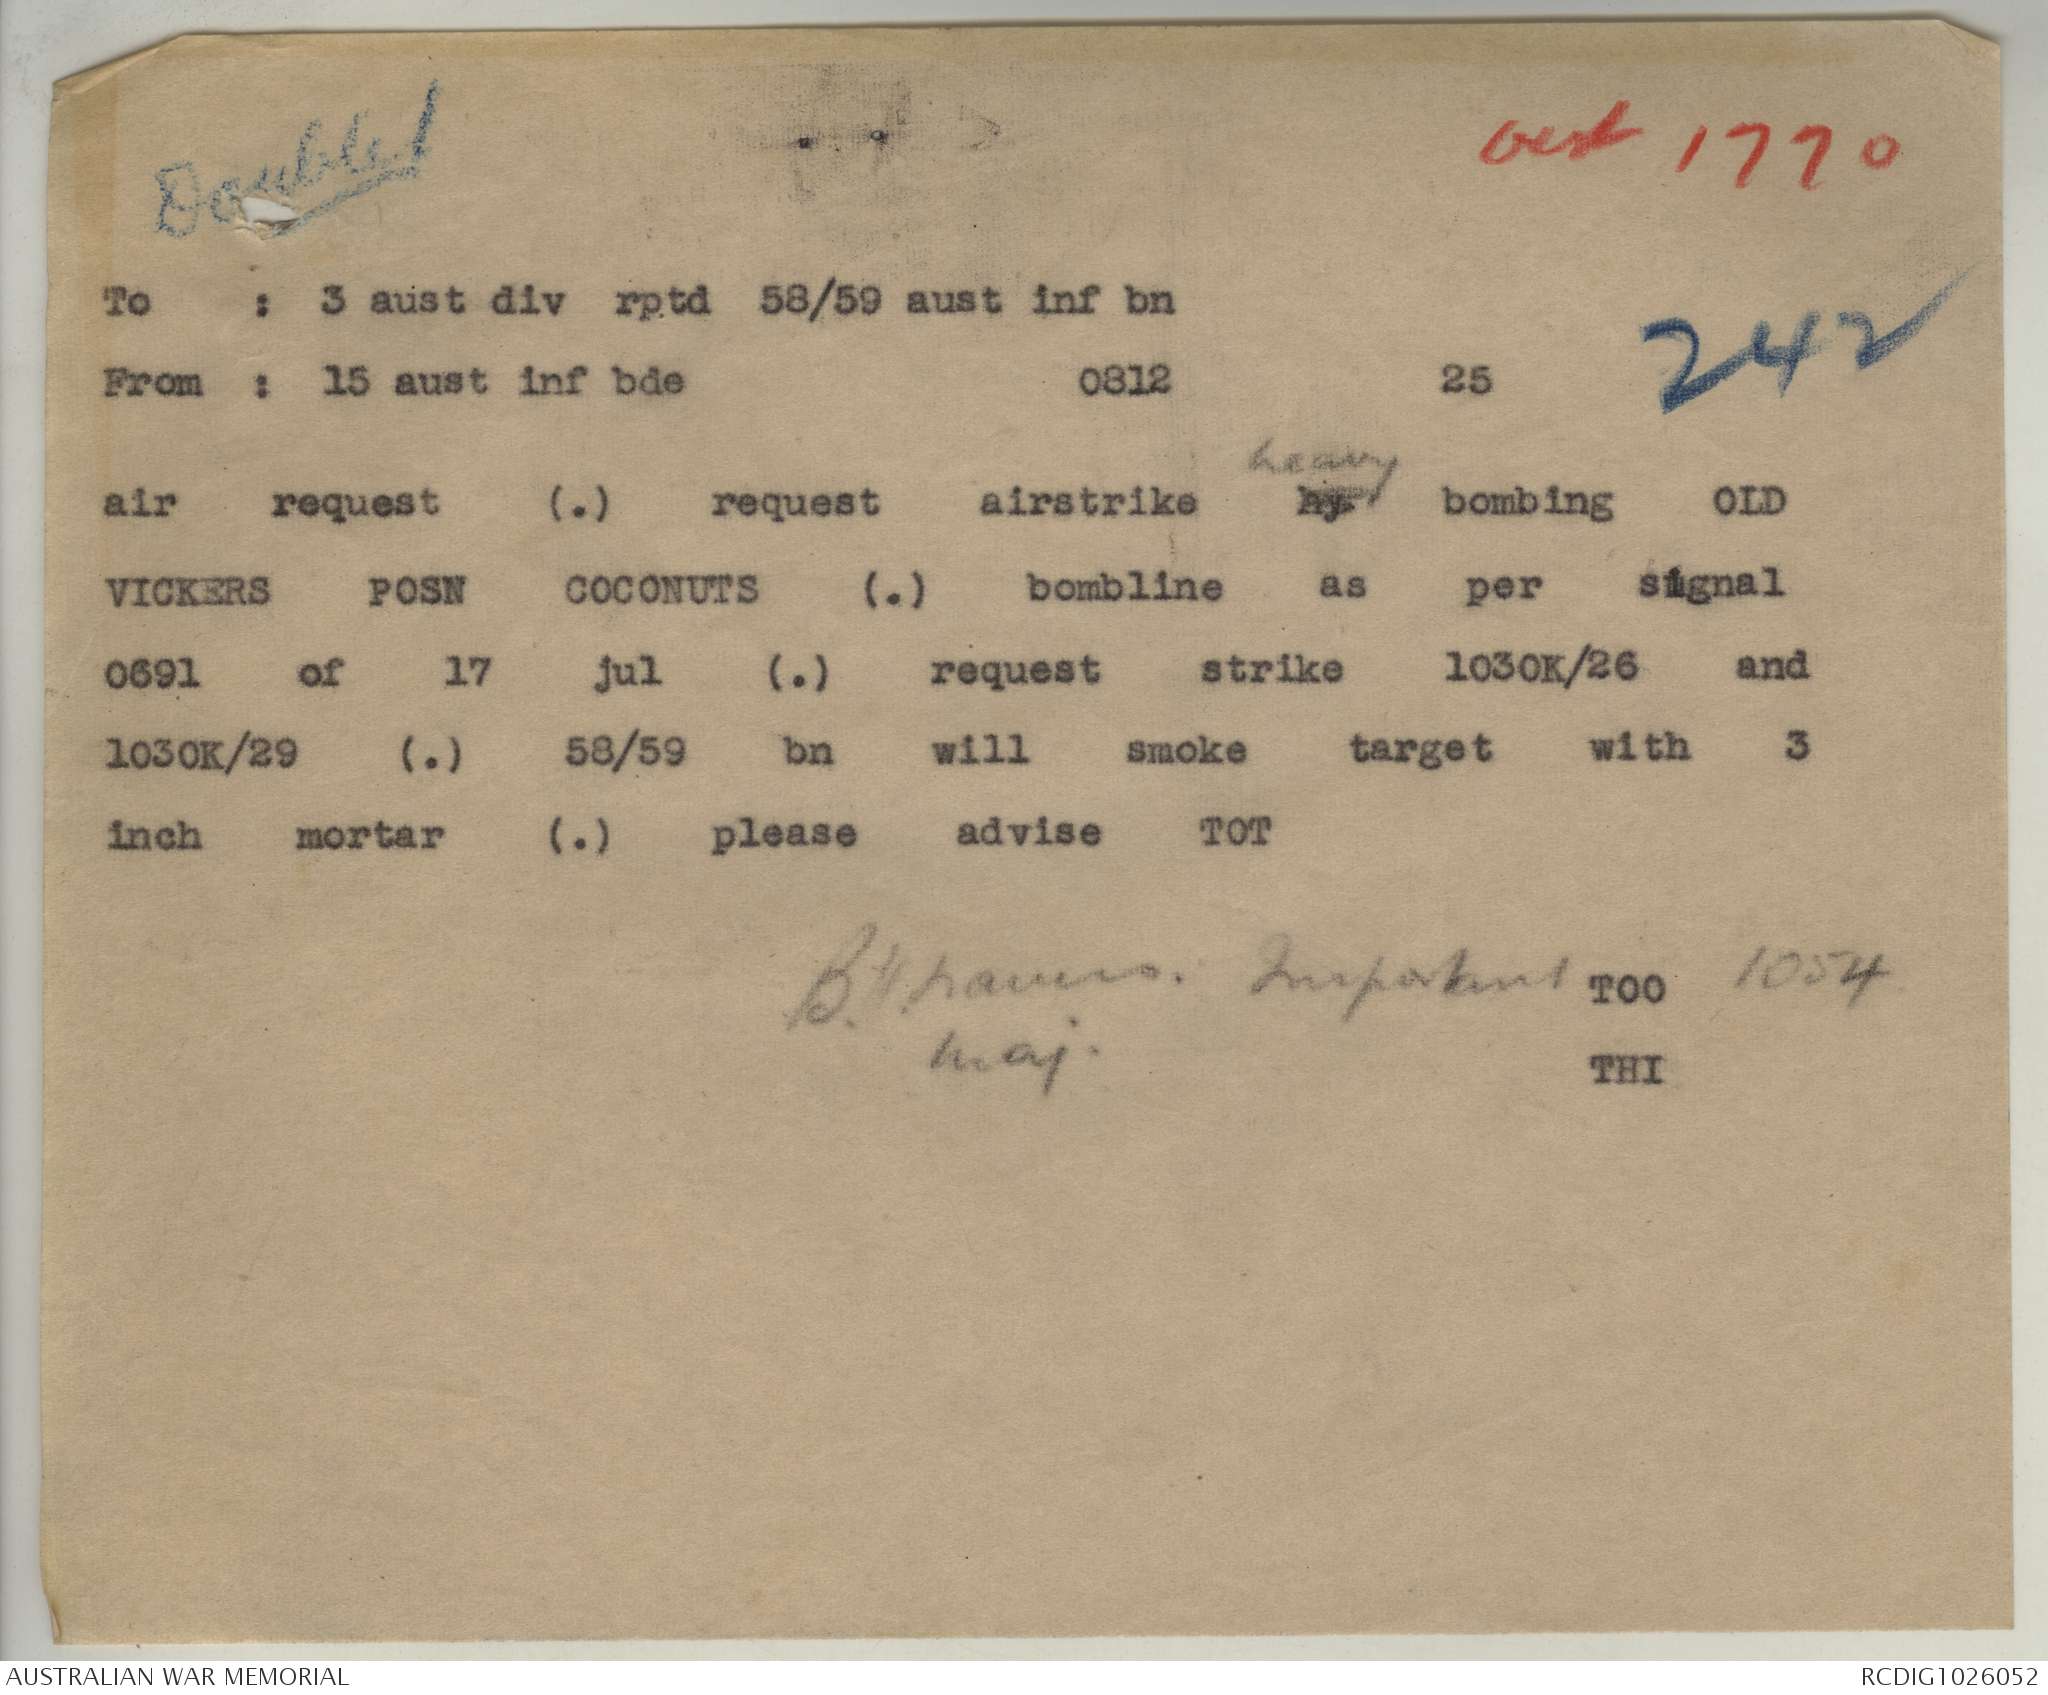 Doubled
out 1770
To : 3 aust div rptd 58/59 aust inf bn
242
From : 15 aust inf bde 0812 25
heavy
air request (.) request airstrike hy bombing OLD
VICKERS POSN COCONUTS (.) bombline as per signal
0691 of 17 jul (.) request strike 1030K/26 and
1030K/29 (.) 58/59 bn will smoke target with 3
inch mortar (.) please advise TOT
B.H. Travers. Important TOO 1054
Maj.
THI
AUSTRALIAN WAR MEMORIAL RCDIG1026052